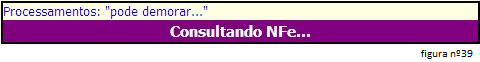 Processamentos: "pode demorar..."
Consultando NFe...
figura nº39